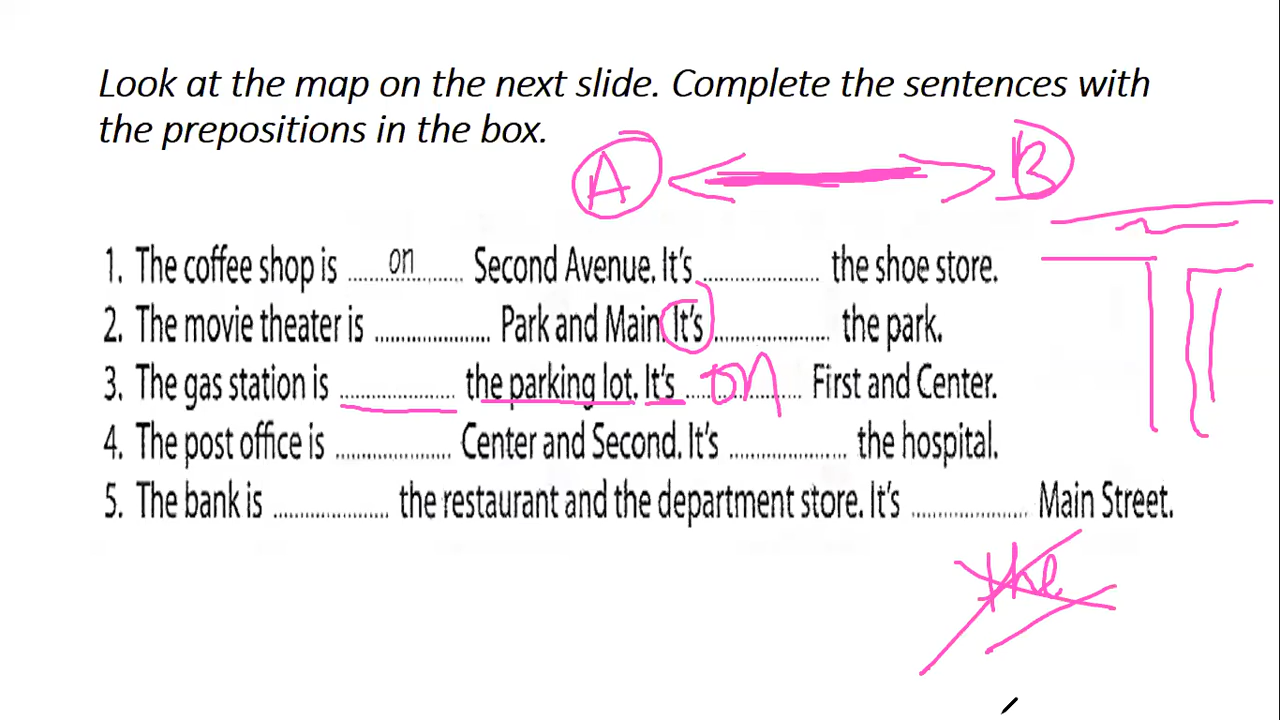 Look at the map on the next slide. Complete the sentences with
the prepositions in the box.
A B
1. The coffee shop is ....on.... Second Avenue. It's .................... the shoe store.
2. The movie theater is .................... Park and Main. It's .................... the park.
3. The gas station is .................... the parking lot. It's on First and Center.
4. The post office is .................... Center and Second. It's .................... the hospital.
5. The bank is .................... the restaurant and the department store. It's .................... Main Street.
the